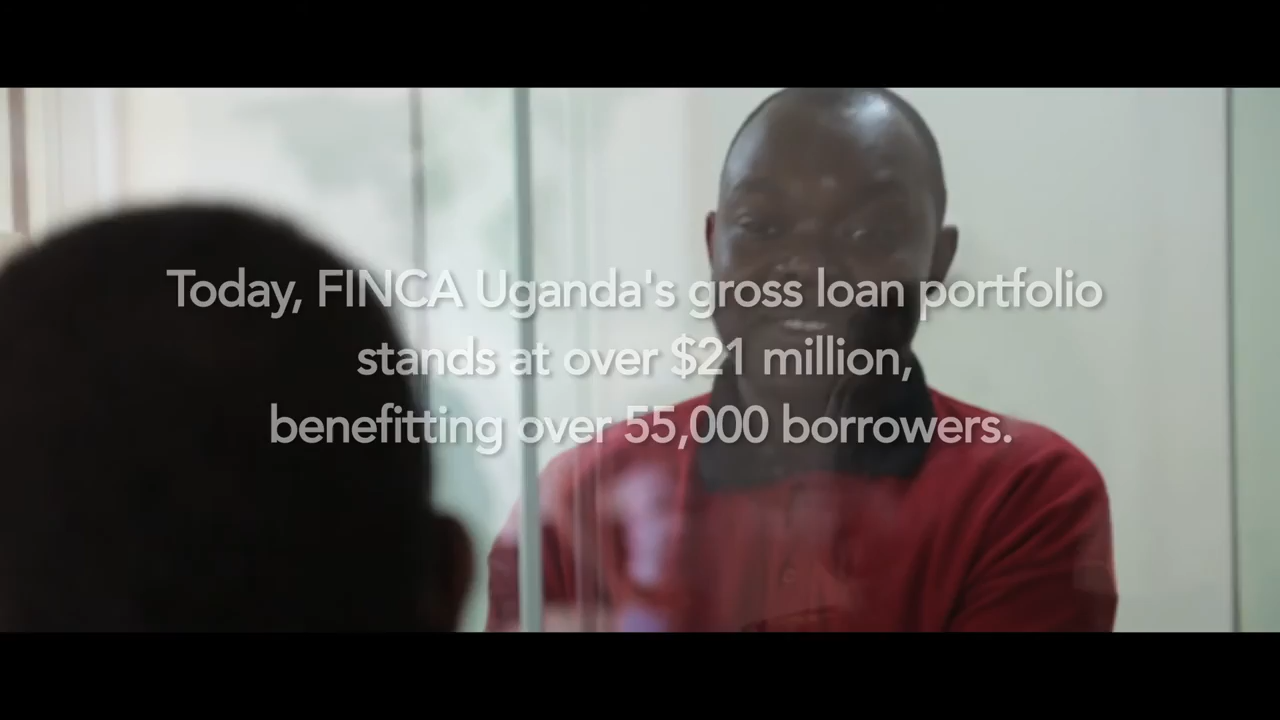 Today, FINCA Uganda's gross loan portfolio
stands at over $21 million,
benefitting over 55,000 borrowers.